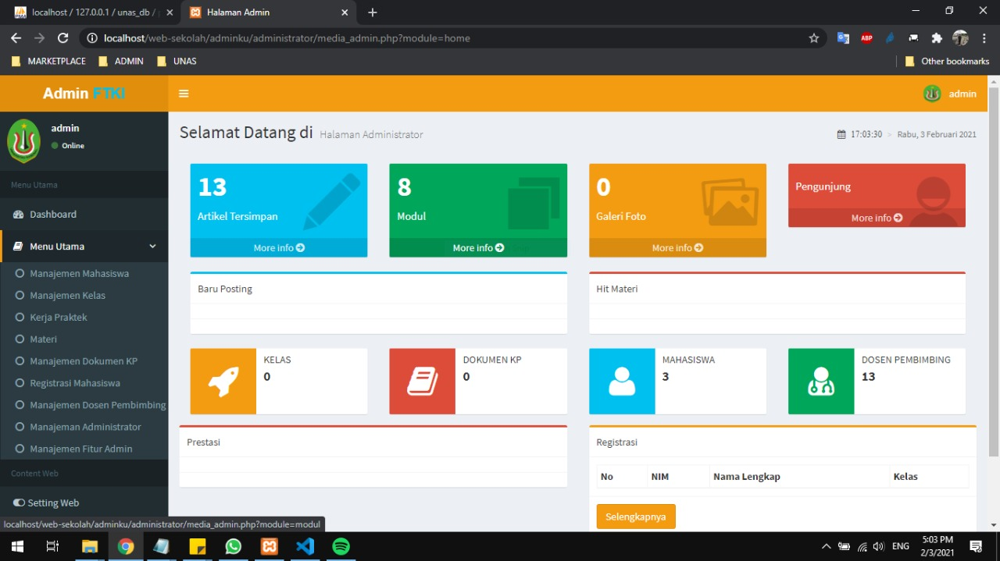 localhost / 127.0.0.1 / unas_db /
Halaman Admin
localhost/web-sekolah/adminku/administrator/media_admin.php?module=home
ABP
MARKETPLACE
ADMIN
UNAS
Other bookmarks
Admin FTKI
admin
admin
Online
Selamat Datang di Halaman Administrator
17:03:30 > Rabu, 3 Februari 2021
Menu Utama
Dashboard
Menu Utama
Manajemen Mahasiswa
Manajemen Kelas
Kerja Praktek
Materi
Manajemen Dokumen KP
Registrasi Mahasiswa
Manajemen Dosen Pembimbing
Manajeman Administrator
Manajemen Fitur Admin
Content Web
Setting Web
13
Artikel Tersimpan
More info
8
Modul
More info
0
Galeri Foto
More info
Pengunjung
More info
Baru Posting
Hit Materi
KELAS
0
DOKUMEN KP
0
MAHASISWA
3
DOSEN PEMBIMBING
13
Prestasi
Registrasi
No NIM Nama Lengkap Kelas
Selengkapnya
localhost/web-sekolah/adminku/administrator/media_admin.php?module=modul
ENG
5:03 PM
2/3/2021